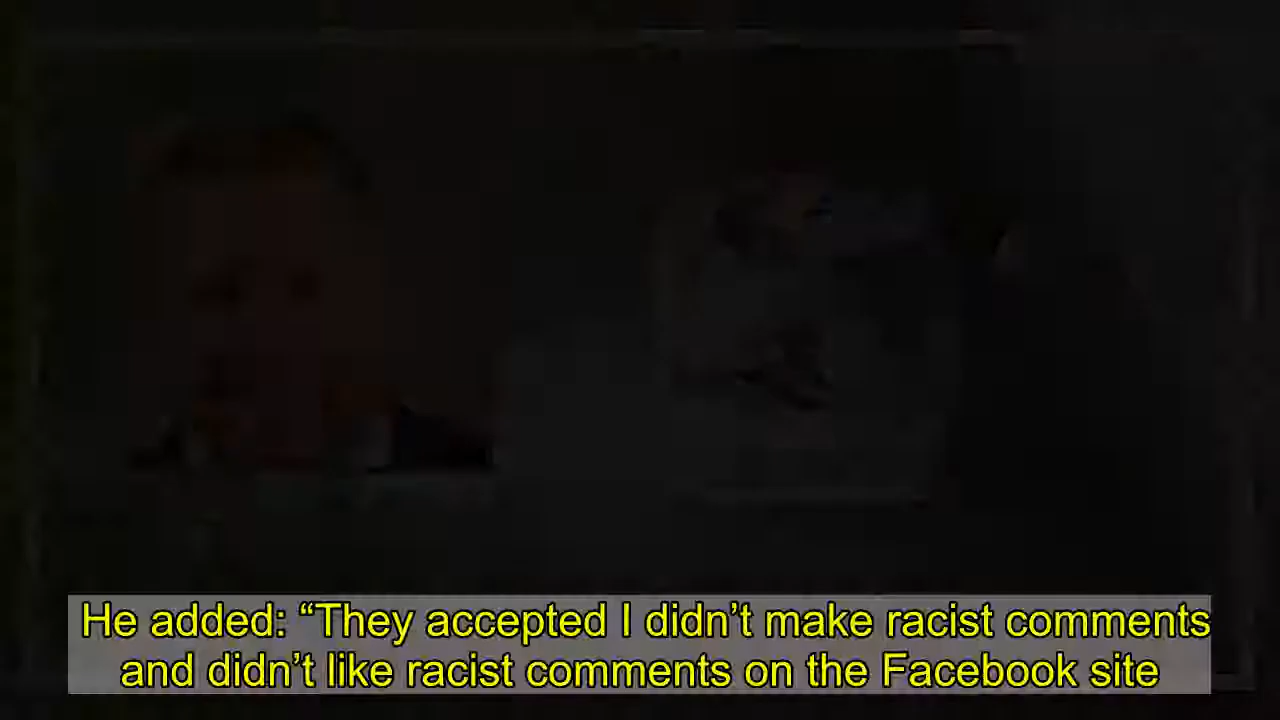 He added: “They accepted I didn’t make racist comments
and didn’t like racist comments on the Facebook site